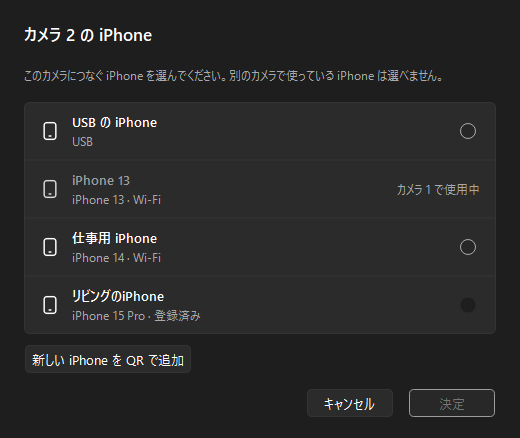 カメラ 2 の iPhone
このカメラにつなぐ iPhone を選んでください。別のカメラで使っている iPhone は選べません。
USB の iPhone
USB
iPhone 13
iPhone 13 · Wi-Fi
カメラ 1 で使用中
仕事用 iPhone
iPhone 14 · Wi-Fi
リビングのiPhone
iPhone 15 Pro · 登録済み
新しい iPhone を QR で追加
キャンセル
決定